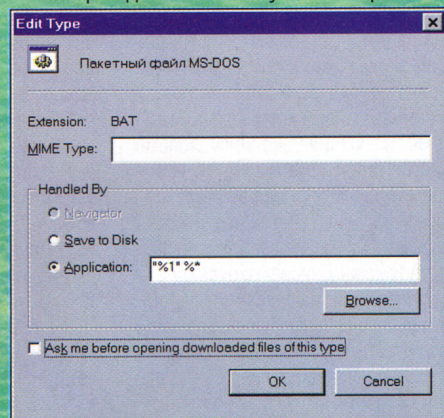 Edit Type
Пакетный файл MS-DOS
Extension: BAT
MIME Type:
Handled By
Navigator
Save to Disk
Application: "%1" %*
Browse...
Ask me before opening downloaded files of this type
OK Cancel